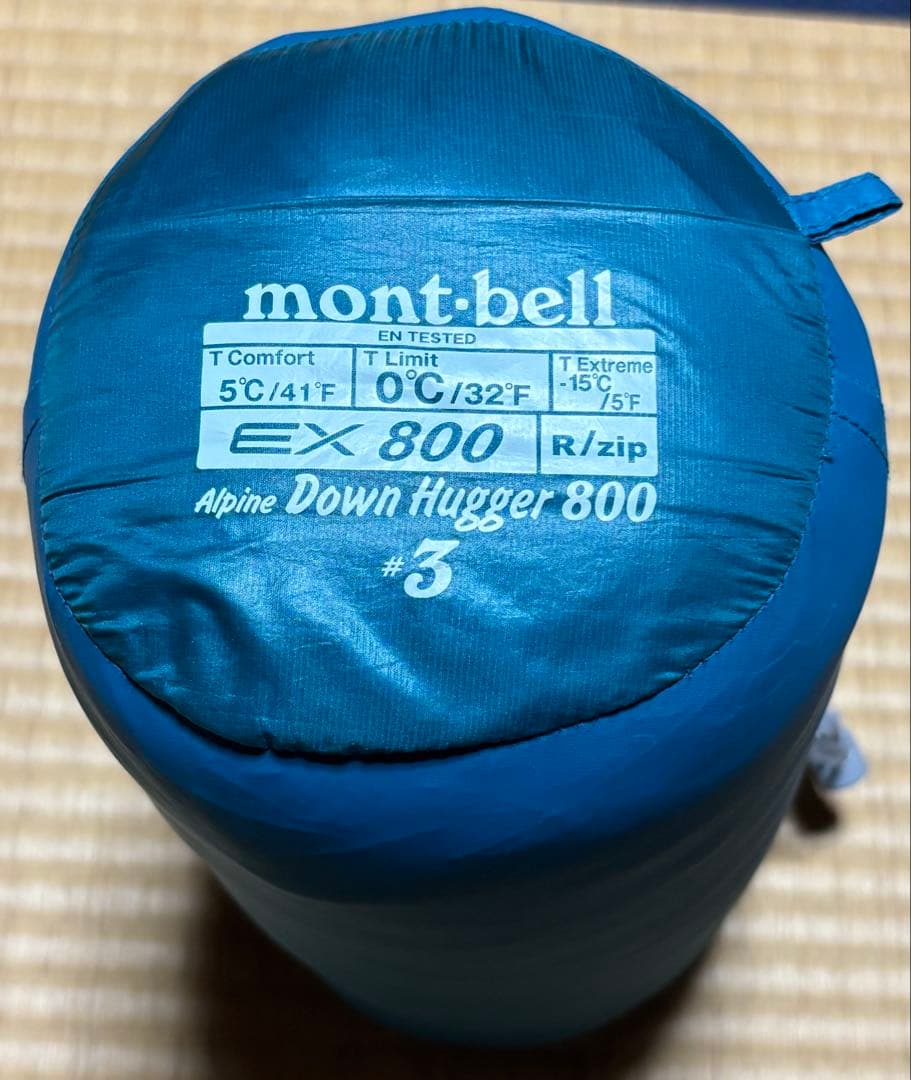 mont·bell
EN TESTED
T Comfort T Limit T Extreme
5℃/41°F 0℃/32°F -15℃
/5°F
EX 800 R/zip
Alpine Down Hugger 800
#3